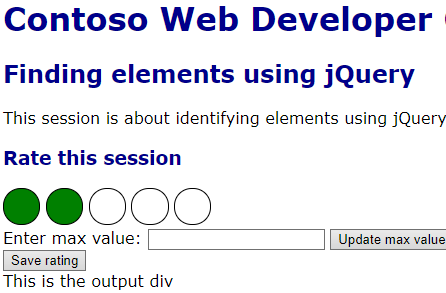 Contoso Web Developer
Finding elements using jQuery
This session is about identifying elements using jQuery
Rate this session
Enter max value: Update max value
Save rating
This is the output div